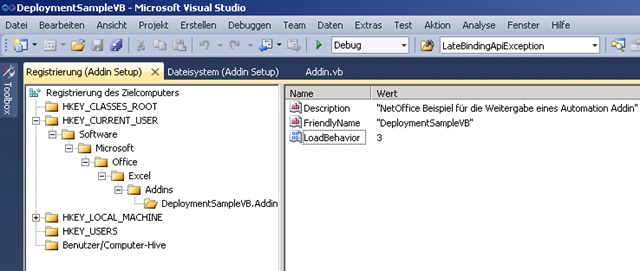 DeploymentSampleVB - Microsoft Visual Studio
Datei Bearbeiten Ansicht Projekt Erstellen Debuggen Team Daten Extras Test Aktion Analyse Fenster Hilfe
Debug LateBindingApiException
Toolbox
Registrierung (Addin Setup) Dateisystem (Addin Setup) Addin.vb
Registrierung des Zielcomputers
HKEY_CLASSES_ROOT
HKEY_CURRENT_USER
Software
Microsoft
Office
Excel
Addins
DeploymentSampleVB.Addin
HKEY_LOCAL_MACHINE
HKEY_USERS
Benutzer/Computer-Hive
Name Wert
Description "NetOffice Beispiel für die Weitergabe eines Automation Addin"
FriendlyName "DeploymentSampleVB"
LoadBehavior 3